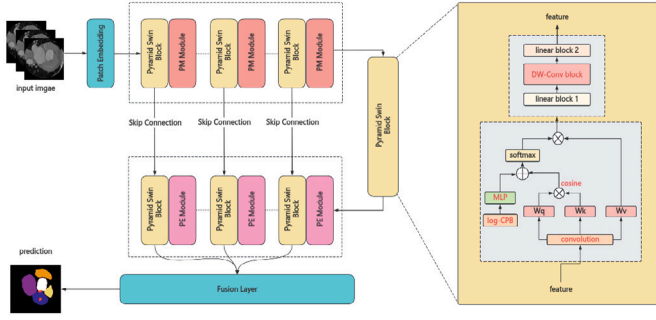 input imgae
Patch Embedding
Pyramid Swin
Block
PM Module
Pyramid Swin
Block
PM Module
Pyramid Swin
Block
PM Module
Skip Connection
Skip Connection
Skip Connection
Pyramid Swin
Block
Pyramid Swin
Block
PE Module
Pyramid Swin
Block
PE Module
Pyramid Swin
Block
PE Module
prediction
Fusion Layer
feature
linear block 2
DW-Conv block
linear block 1
softmax
cosine
MLP
log-CPB
Wq
Wk
Wv
convolution
feature